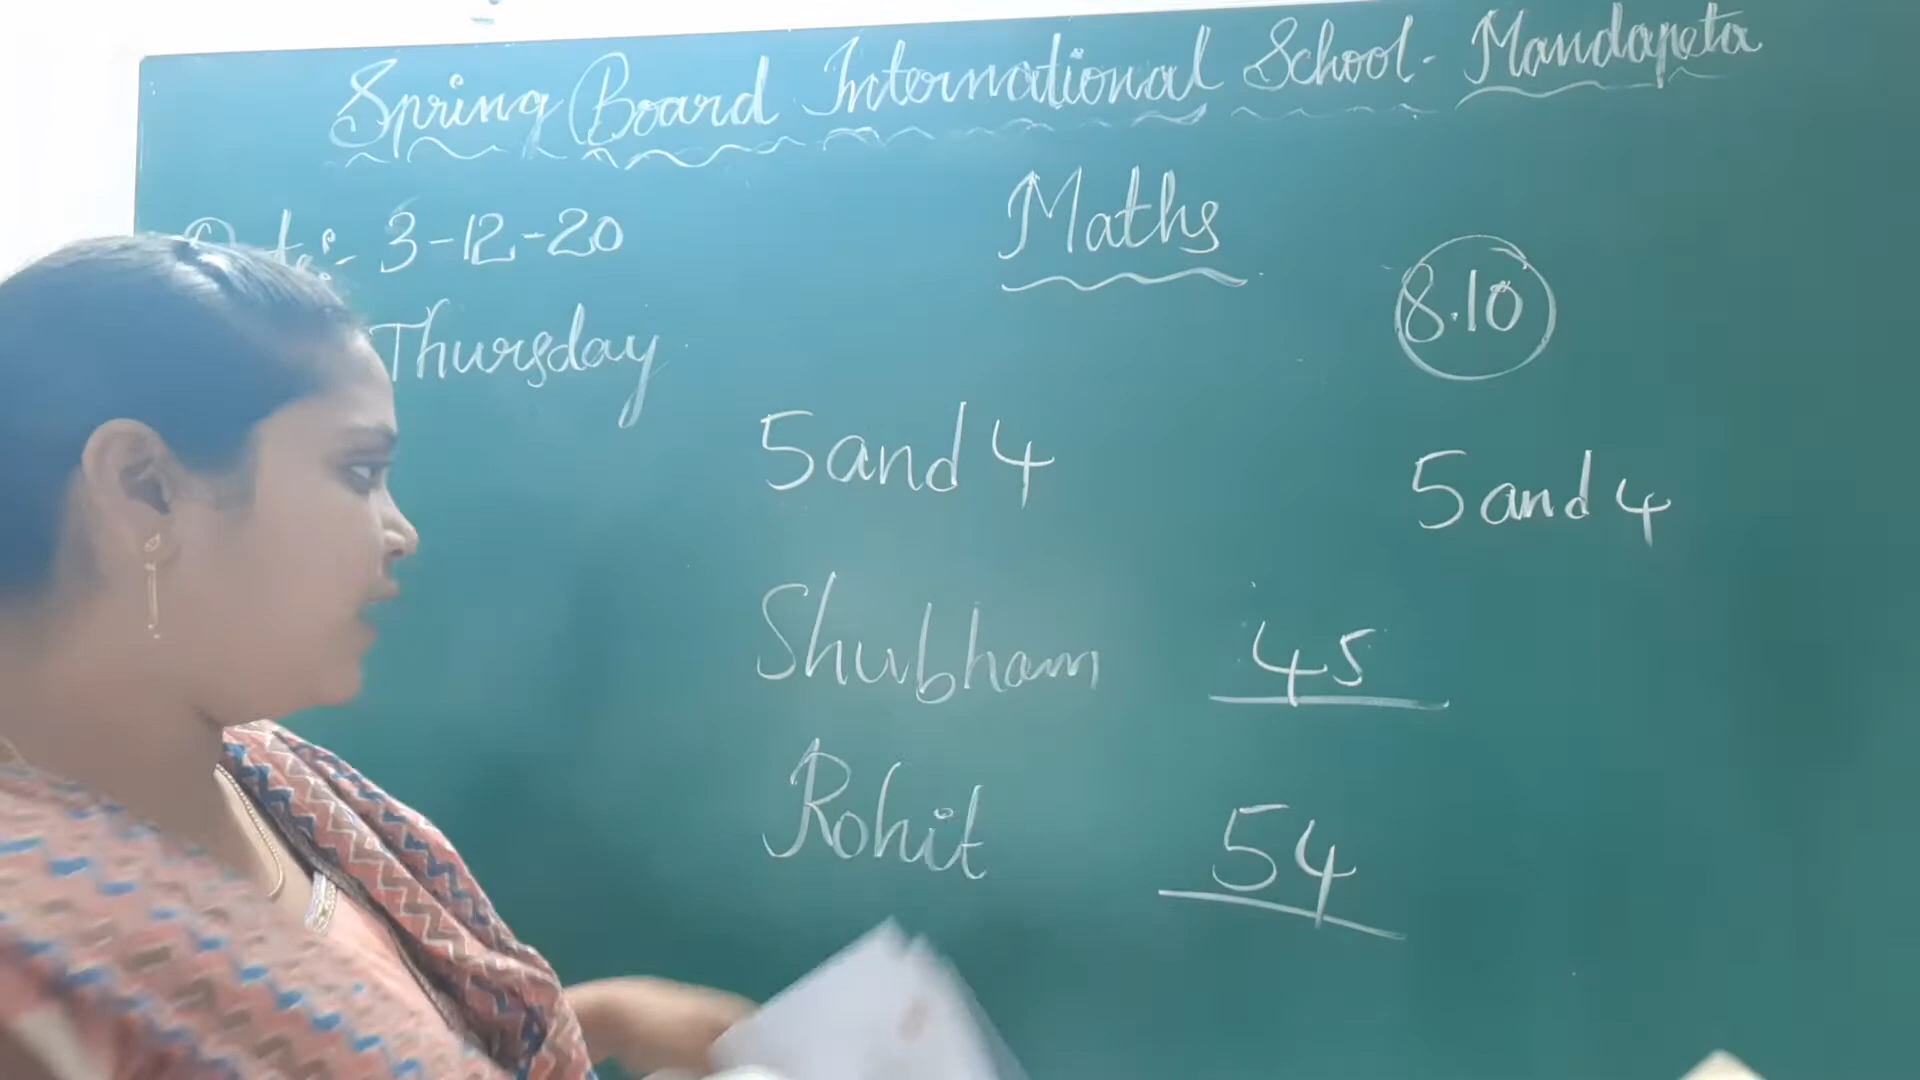 Spring Board International School - Mandapeta
Maths
Date:- 3-12-20
Thursday
8.10
5 and 4
5 and 4
Shubham 45
Rohit 54